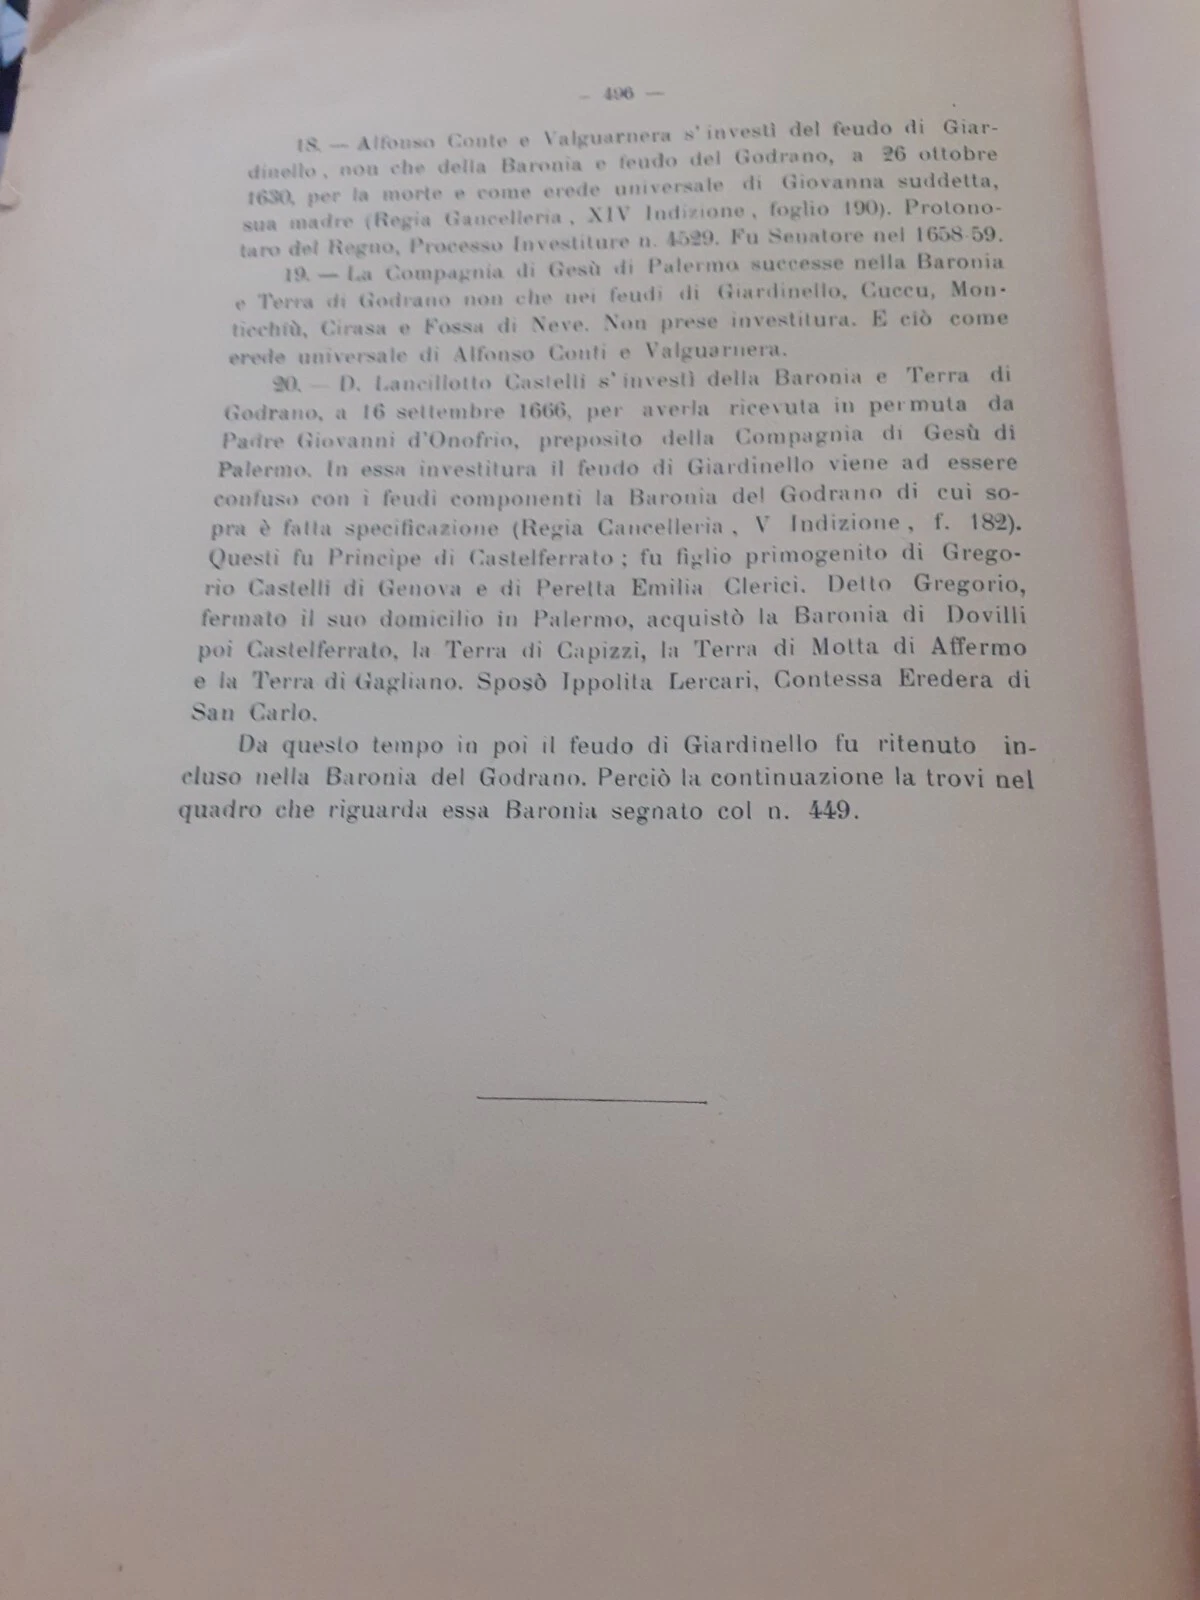 — 496 —
18. — Alfonso Conte e Valguarnera s'investì del feudo di Giar-
dinello, non che della Baronia e feudo del Godrano, a 26 ottobre
1630, per la morte e come erede universale di Giovanna suddetta,
sua madre (Regia Cancelleria, XIV Indizione, foglio 190). Protono-
taro del Regno, Processo Investiture n. 4529. Fu Senatore nel 1658-59.
19. — La Compagnia di Gesù di Palermo successe nella Baronia
e Terra di Godrano non che nei feudi di Giardinello, Cuccu, Mon-
ticchiù, Cirasa e Fossa di Neve. Non prese investitura. E ciò come
erede universale di Alfonso Conti e Valguarnera.
20. — D. Lancillotto Castelli s'investì della Baronia e Terra di
Godrano, a 16 settembre 1666, per averla ricevuta in permuta da
Padre Giovanni d'Onofrio, preposito della Compagnia di Gesù di
Palermo. In essa investitura il feudo di Giardinello viene ad essere
confuso con i feudi componenti la Baronia del Godrano di cui so-
pra è fatta specificazione (Regia Cancelleria, V Indizione, f. 182).
Questi fu Principe di Castelferrato; fu figlio primogenito di Grego-
rio Castelli di Genova e di Peretta Emilia Clerici. Detto Gregorio,
fermato il suo domicilio in Palermo, acquistò la Baronia di Dovilli
poi Castelferrato, la Terra di Capizzi, la Terra di Motta di Affermo
e la Terra di Gagliano. Sposò Ippolita Lercari, Contessa Eredera di
San Carlo.
Da questo tempo in poi il feudo di Giardinello fu ritenuto in-
cluso nella Baronia del Godrano. Perciò la continuazione la trovi nel
quadro che riguarda essa Baronia segnato col n. 449.